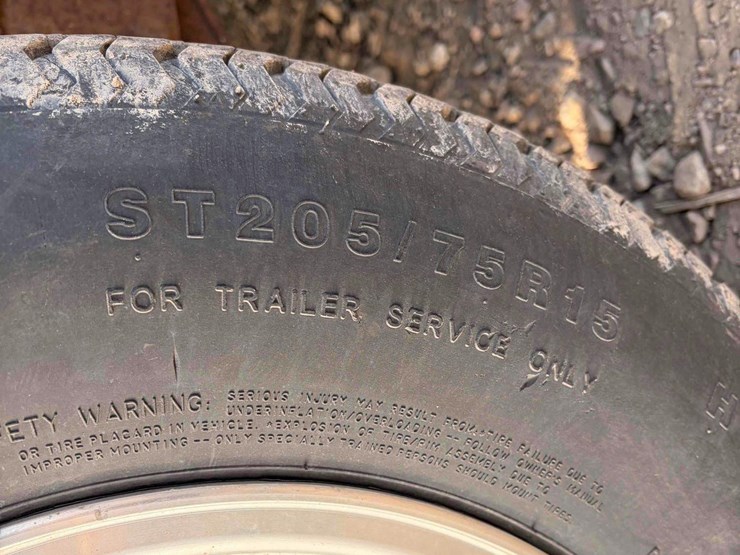 ST205/75R15
FOR TRAILER SERVICE ONLY
H
ETY WARNING: SERIOUS INJURY MAY RESULT FROM: TIRE FAILURE DUE TO
UNDERINFLATION/OVERLOADING -- FOLLOW OWNER'S MANUAL
OR TIRE PLACARD IN VEHICLE. EXPLOSION OF TIRE/RIM ASSEMBLY DUE TO
IMPROPER MOUNTING -- ONLY SPECIALLY TRAINED PERSONS SHOULD MOUNT TIRES.